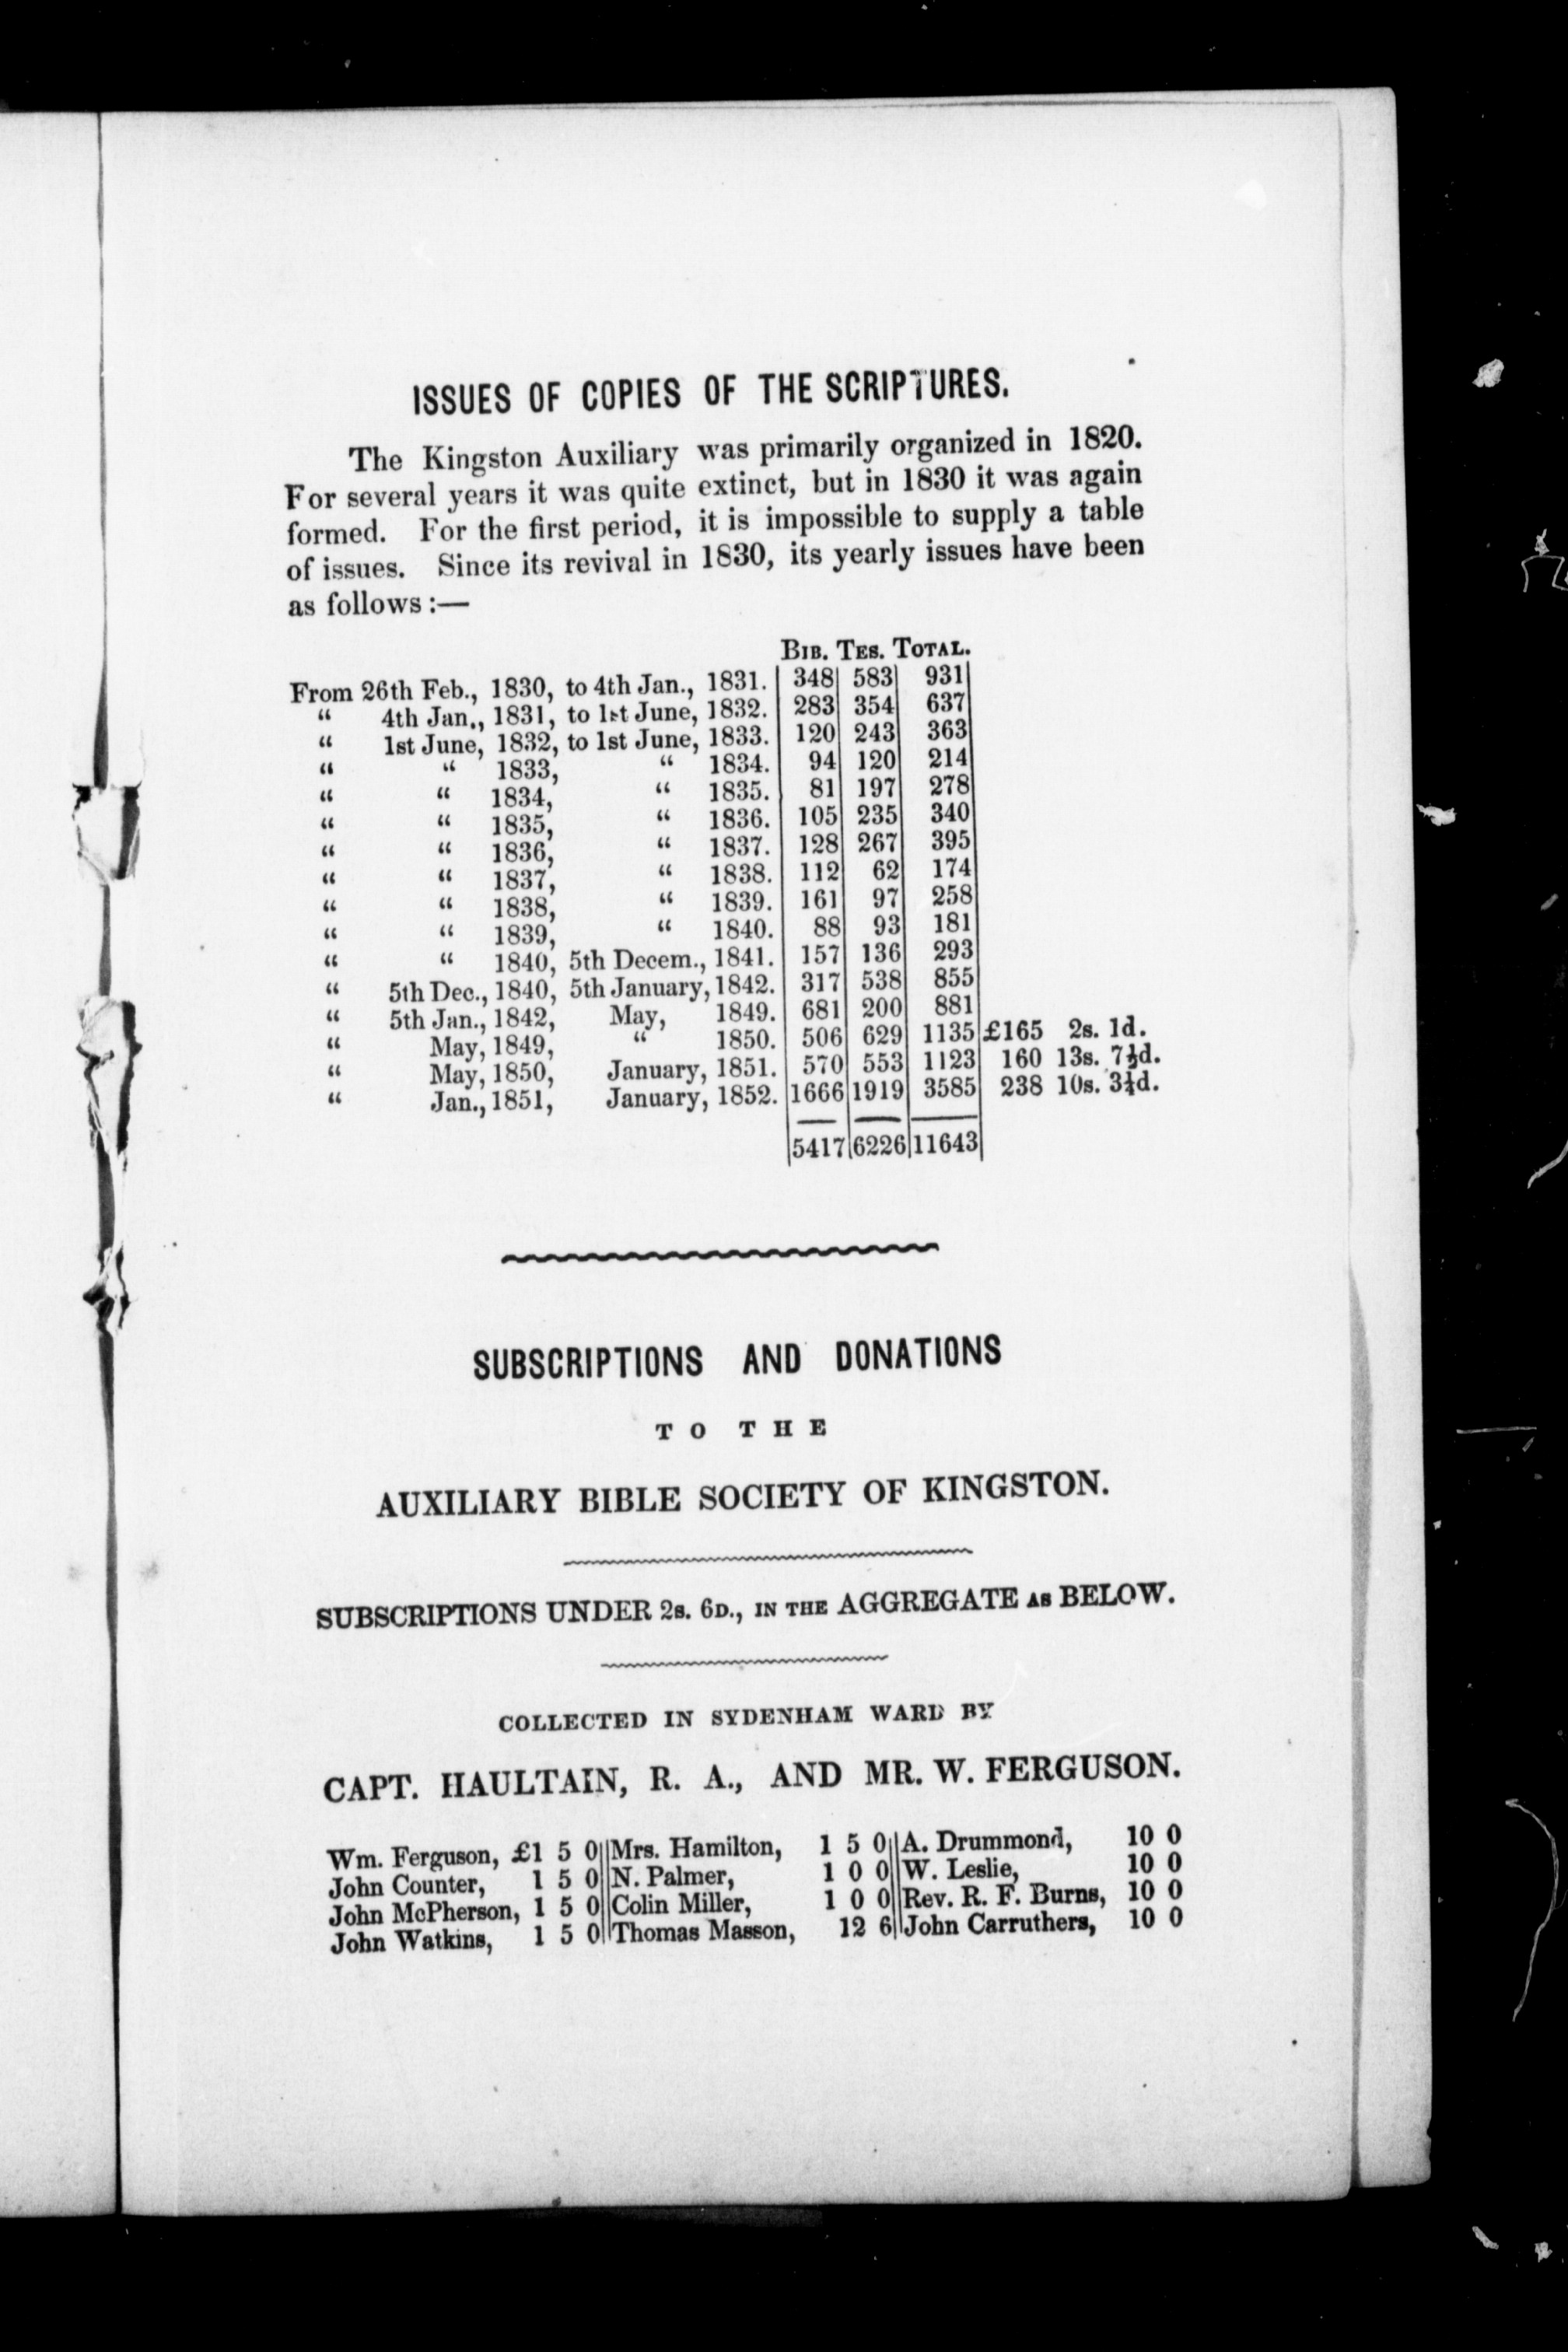 ISSUES OF COPIES OF THE SCRIPTURES.
The Kingston Auxiliary was primarily organized in 1820.
For several years it was quite extinct, but in 1830 it was again
formed. For the first period, it is impossible to supply a table
of issues. Since its revival in 1830, its yearly issues have been
as follows :—
BIB. TES. TOTAL.
From 26th Feb., 1830, to 4th Jan., 1831. 348 583 931
“ 4th Jan., 1831, to 1st June, 1832. 283 354 637
“ 1st June, 1832, to 1st June, 1833. 120 243 363
“ “ 1833, “ 1834. 94 120 214
“ “ 1834, “ 1835. 81 197 278
“ “ 1835, “ 1836. 105 235 340
“ “ 1836, “ 1837. 128 267 395
“ “ 1837, “ 1838. 112 62 174
“ “ 1838, “ 1839. 161 97 258
“ “ 1839, “ 1840. 88 93 181
“ “ 1840, 5th Decem., 1841. 157 136 293
“ 5th Dec., 1840, 5th January, 1842. 317 538 855
“ 5th Jan., 1842, May, 1849. 681 200 881
“ May, 1849, “ 1850. 506 629 1135 £165 2s. 1d.
“ May, 1850, January, 1851. 570 553 1123 160 13s. 7½d.
“ Jan., 1851, January, 1852. 1666 1919 3585 238 10s. 3¼d.
5417 6226 11643
SUBSCRIPTIONS AND DONATIONS
TO THE
AUXILIARY BIBLE SOCIETY OF KINGSTON.
SUBSCRIPTIONS UNDER 2s. 6D., IN THE AGGREGATE AS BELOW.
COLLECTED IN SYDENHAM WARD BY
CAPT. HAULTAIN, R. A., AND MR. W. FERGUSON.
Wm. Ferguson, £1 5 0 Mrs. Hamilton, 1 5 0 A. Drummond, 10 0
John Counter, 1 5 0 N. Palmer, 1 0 0 W. Leslie, 10 0
John McPherson, 1 5 0 Colin Miller, 1 0 0 Rev. R. F. Burns, 10 0
John Watkins, 1 5 0 Thomas Masson, 12 6 John Carruthers, 10 0